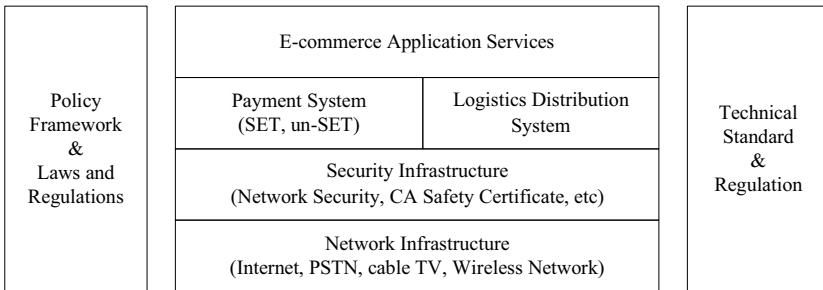 Policy
Framework
&
Laws and
Regulations
E-commerce Application Services
Payment System
(SET, un-SET)
Logistics Distribution
System
Security Infrastructure
(Network Security, CA Safety Certificate, etc)
Network Infrastructure
(Internet, PSTN, cable TV, Wireless Network)
Technical
Standard
&
Regulation